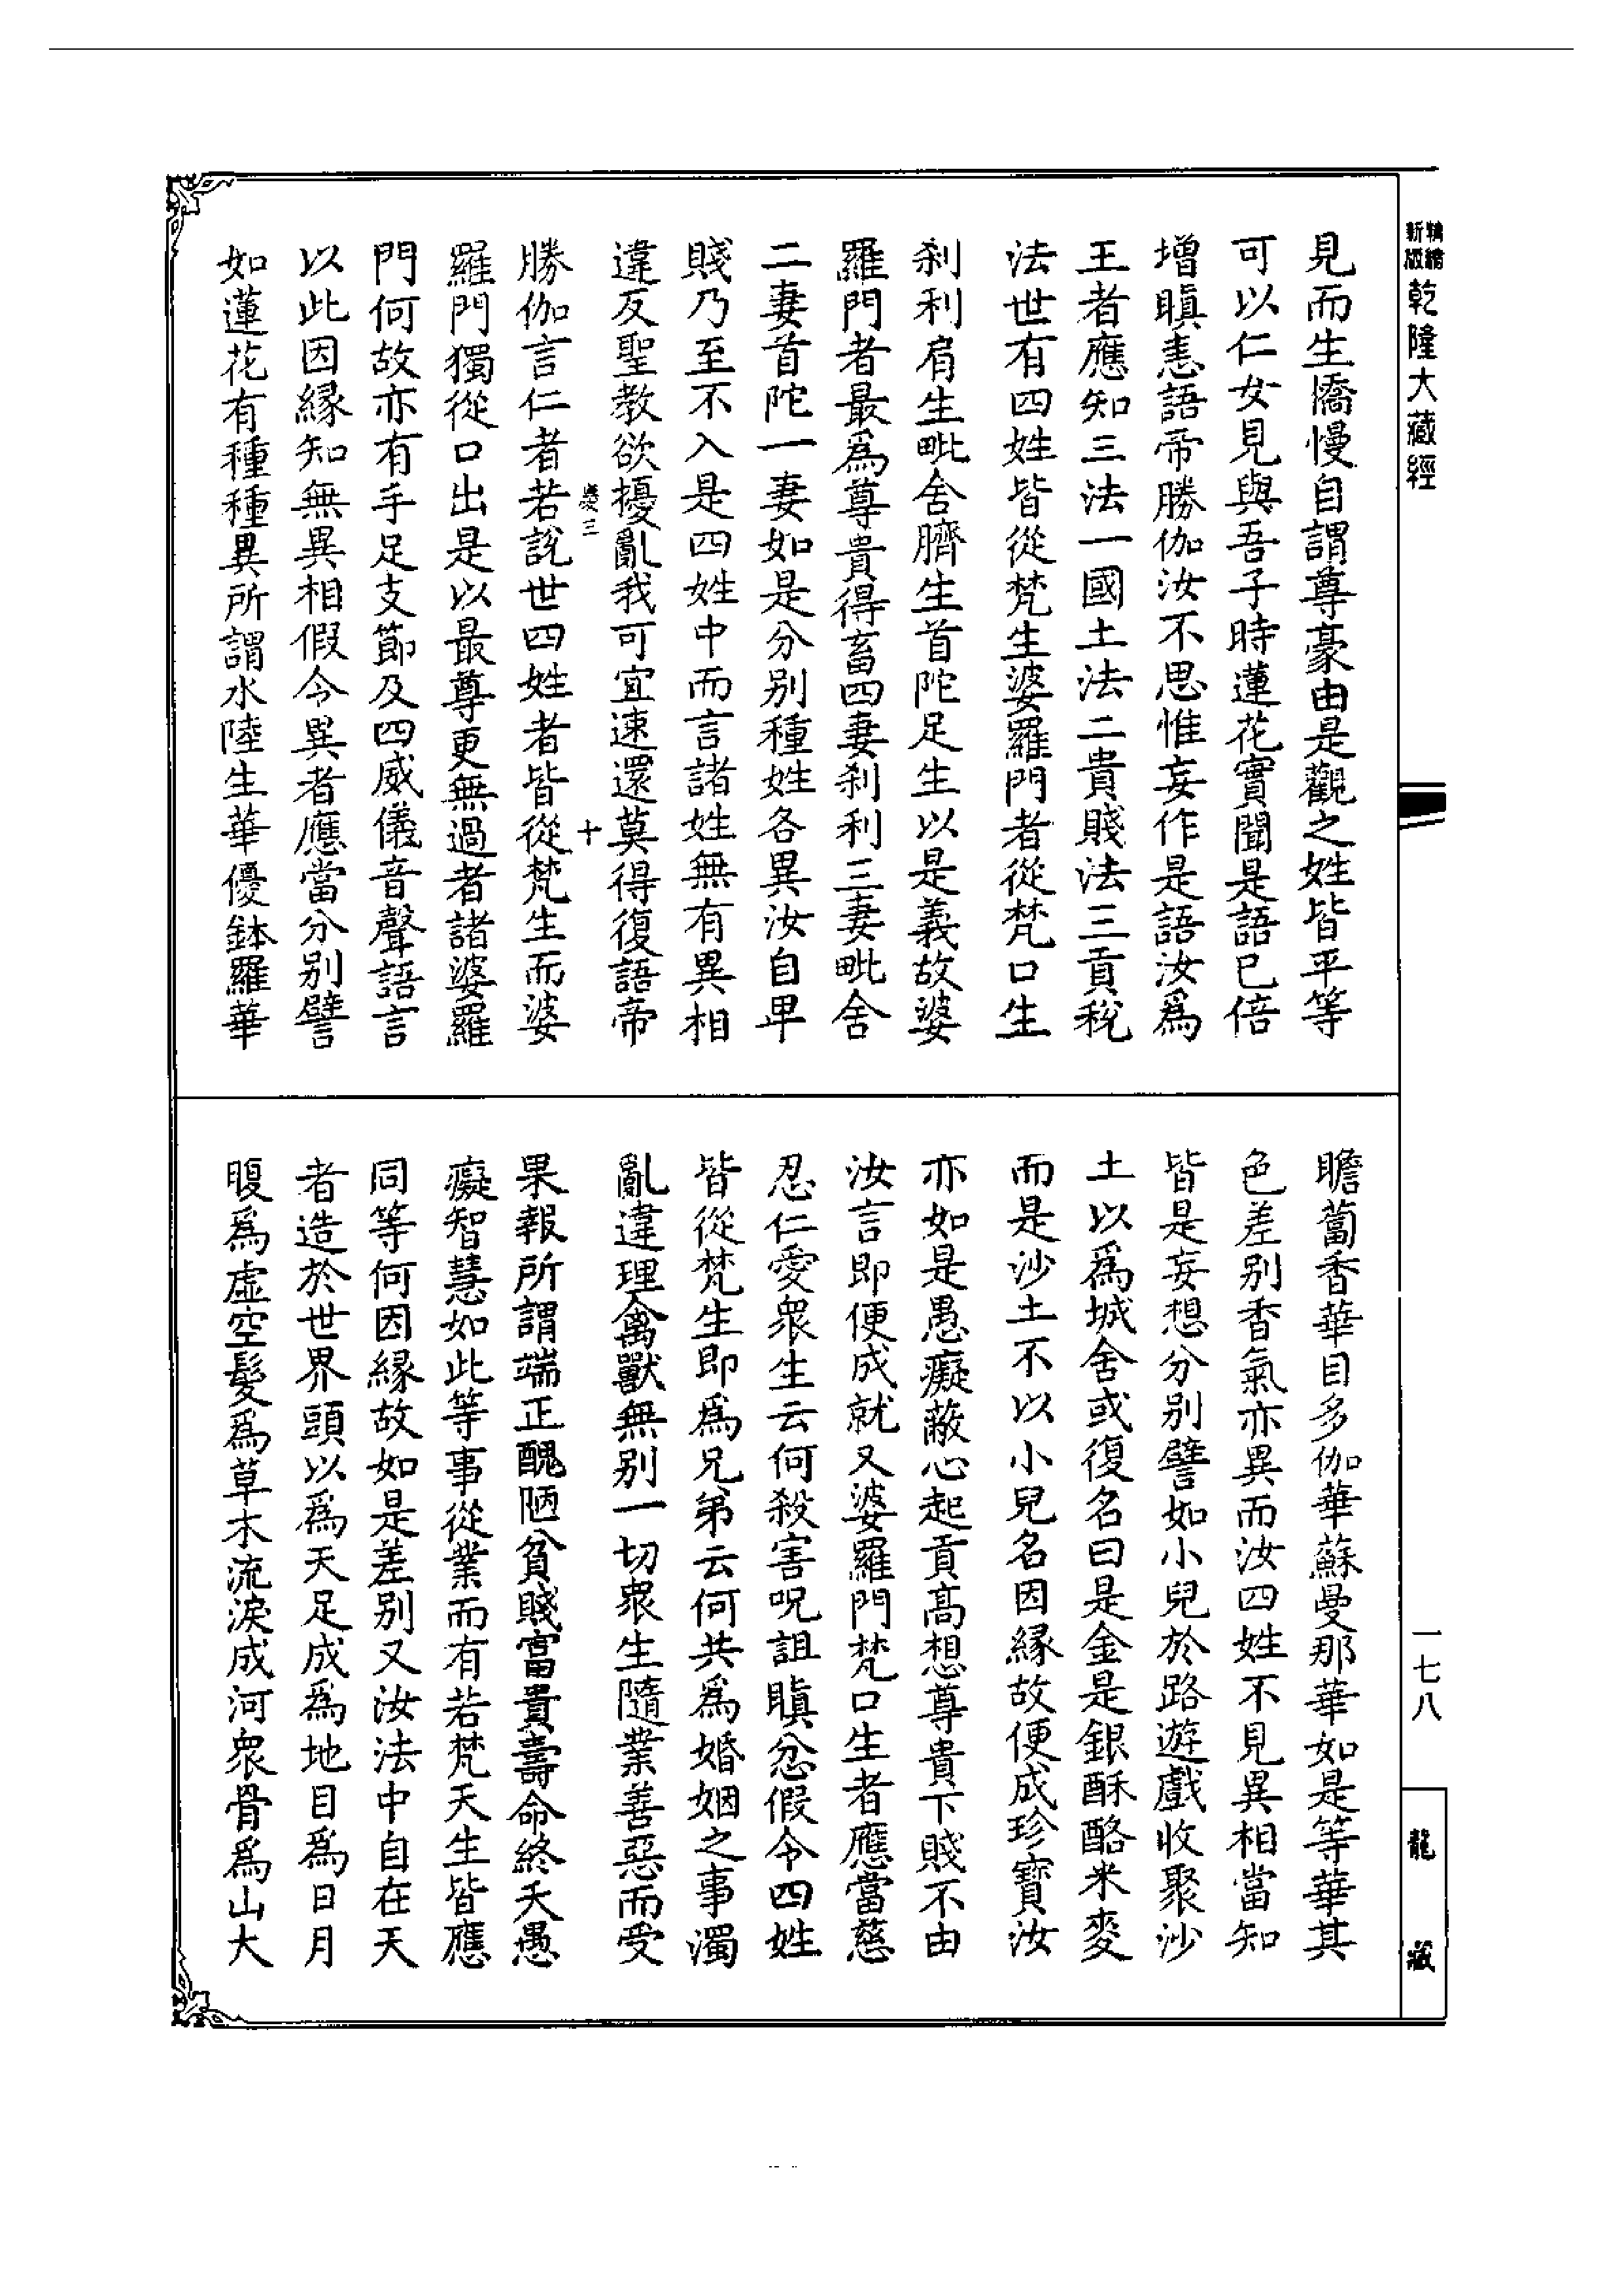 新版精繪乾隆大藏經
見而生憍慢自謂尊豪由是觀之姓皆平等
可以仁女見與吾子時蓮花實聞是語已倍
增瞋恚語帝勝伽汝不思惟妄作是語汝爲
王者應知三法一國土法二貴賤法三貢稅
法世有四姓皆從梵生婆羅門者從梵口生
刹利肩生毗舍臍生首陀足生以是義故婆
羅門者最爲尊貴得畜四妻刹利三妻毗舍
二妻首陀一妻如是分别種姓各異汝自卑
賤乃至不入是四姓中而言諸姓無有異相
違反聖教欲擾亂我可宜速還莫得復語帝
三 十
勝伽言仁者若說世四姓者皆從梵生而婆
羅門獨從口出是以最尊更無過者諸婆羅
門何故亦有手足支節及四威儀音聲語言
以此因緣知無異相假令異者應當分别譬
如蓮花有種種異所謂水陸生華優鉢羅華
瞻蔔香華目多伽華蘇曼那華如是等華其
色差别香氣亦異而汝四姓不見異相當知
皆是妄想分别譬如小兒於路遊戲收聚沙
土以爲城舍或復名曰是金是銀酥酪米麥
而是沙土不以小兒名因緣故便成珍寶汝
亦如是愚癡蔽心起貢高想尊貴下賤不由
汝言即便成就又婆羅門梵口生者應當慈
忍仁愛衆生云何殺害呪詛瞋忿假令四姓
皆從梵生即爲兄弟云何共爲婚姻之事濁
亂違理禽獸無别一切衆生隨業善惡而受
果報所謂端正醜陋貧賤富貴壽命終夭愚
癡智慧如此等事從業而有若梵天生皆應
同等何因緣故如是差别又汝法中自在天
者造於世界頭以爲天足成爲地目爲日月
腹爲虛空髮爲草木流淚成河衆骨爲山大
一七八
龍藏